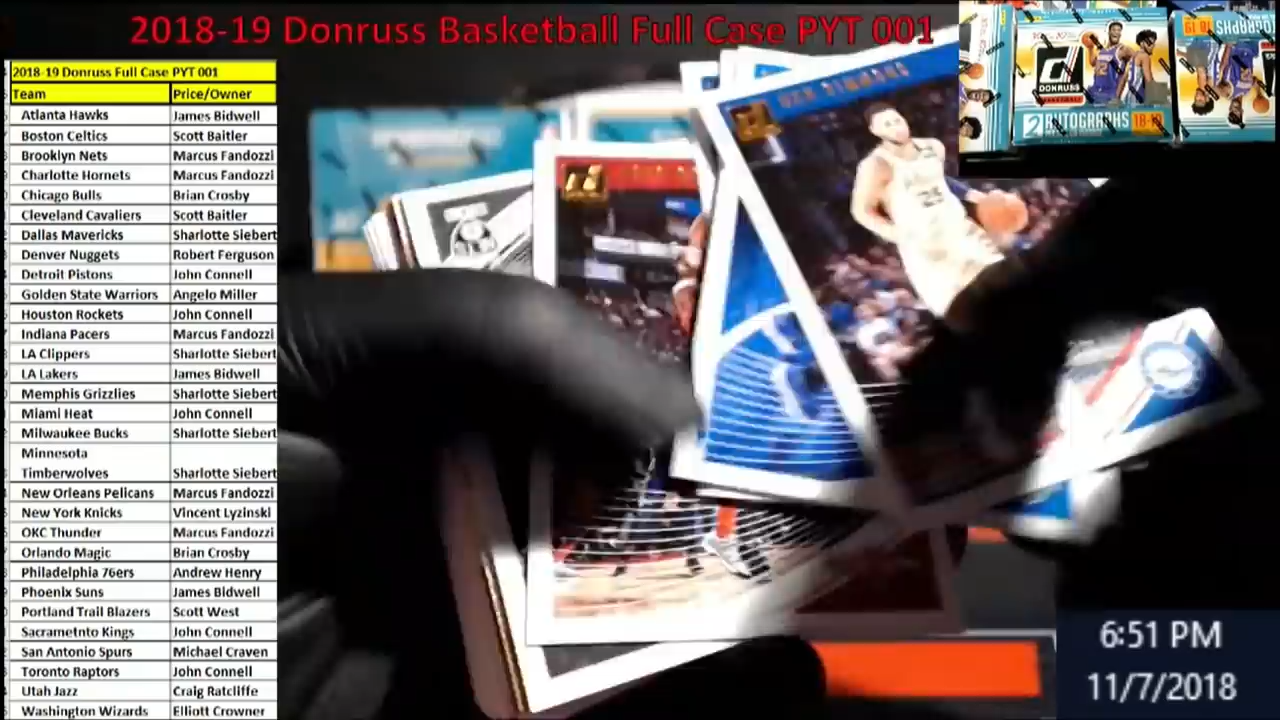 2018-19 Donruss Basketball Full Case PYT 001
2018-19 Donruss Full Case PYT 001
Team Price/Owner
Atlanta Hawks James Bidwell
Boston Celtics Scott Baitler
Brooklyn Nets Marcus Fandozzi
Charlotte Hornets Marcus Fandozzi
Chicago Bulls Brian Crosby
Cleveland Cavaliers Scott Baitler
Dallas Mavericks Sharlotte Siebert
Denver Nuggets Robert Ferguson
Detroit Pistons John Connell
Golden State Warriors Angelo Miller
Houston Rockets John Connell
Indiana Pacers Marcus Fandozzi
LA Clippers Sharlotte Siebert
LA Lakers James Bidwell
Memphis Grizzlies Sharlotte Siebert
Miami Heat John Connell
Milwaukee Bucks Sharlotte Siebert
Minnesota
Timberwolves Sharlotte Siebert
New Orleans Pelicans Marcus Fandozzi
New York Knicks Vincent Lyzinski
OKC Thunder Marcus Fandozzi
Orlando Magic Brian Crosby
Philadelphia 76ers Andrew Henry
Phoenix Suns James Bidwell
Portland Trail Blazers Scott West
Sacrametnto Kings John Connell
San Antonio Spurs Michael Craven
Toronto Raptors John Connell
Utah Jazz Craig Ratcliffe
Washington Wizards Elliott Crowner
BEN SIMMONS
25
DONRUSS
2 AUTOGRAPHS 18-19
6:51 PM
11/7/2018